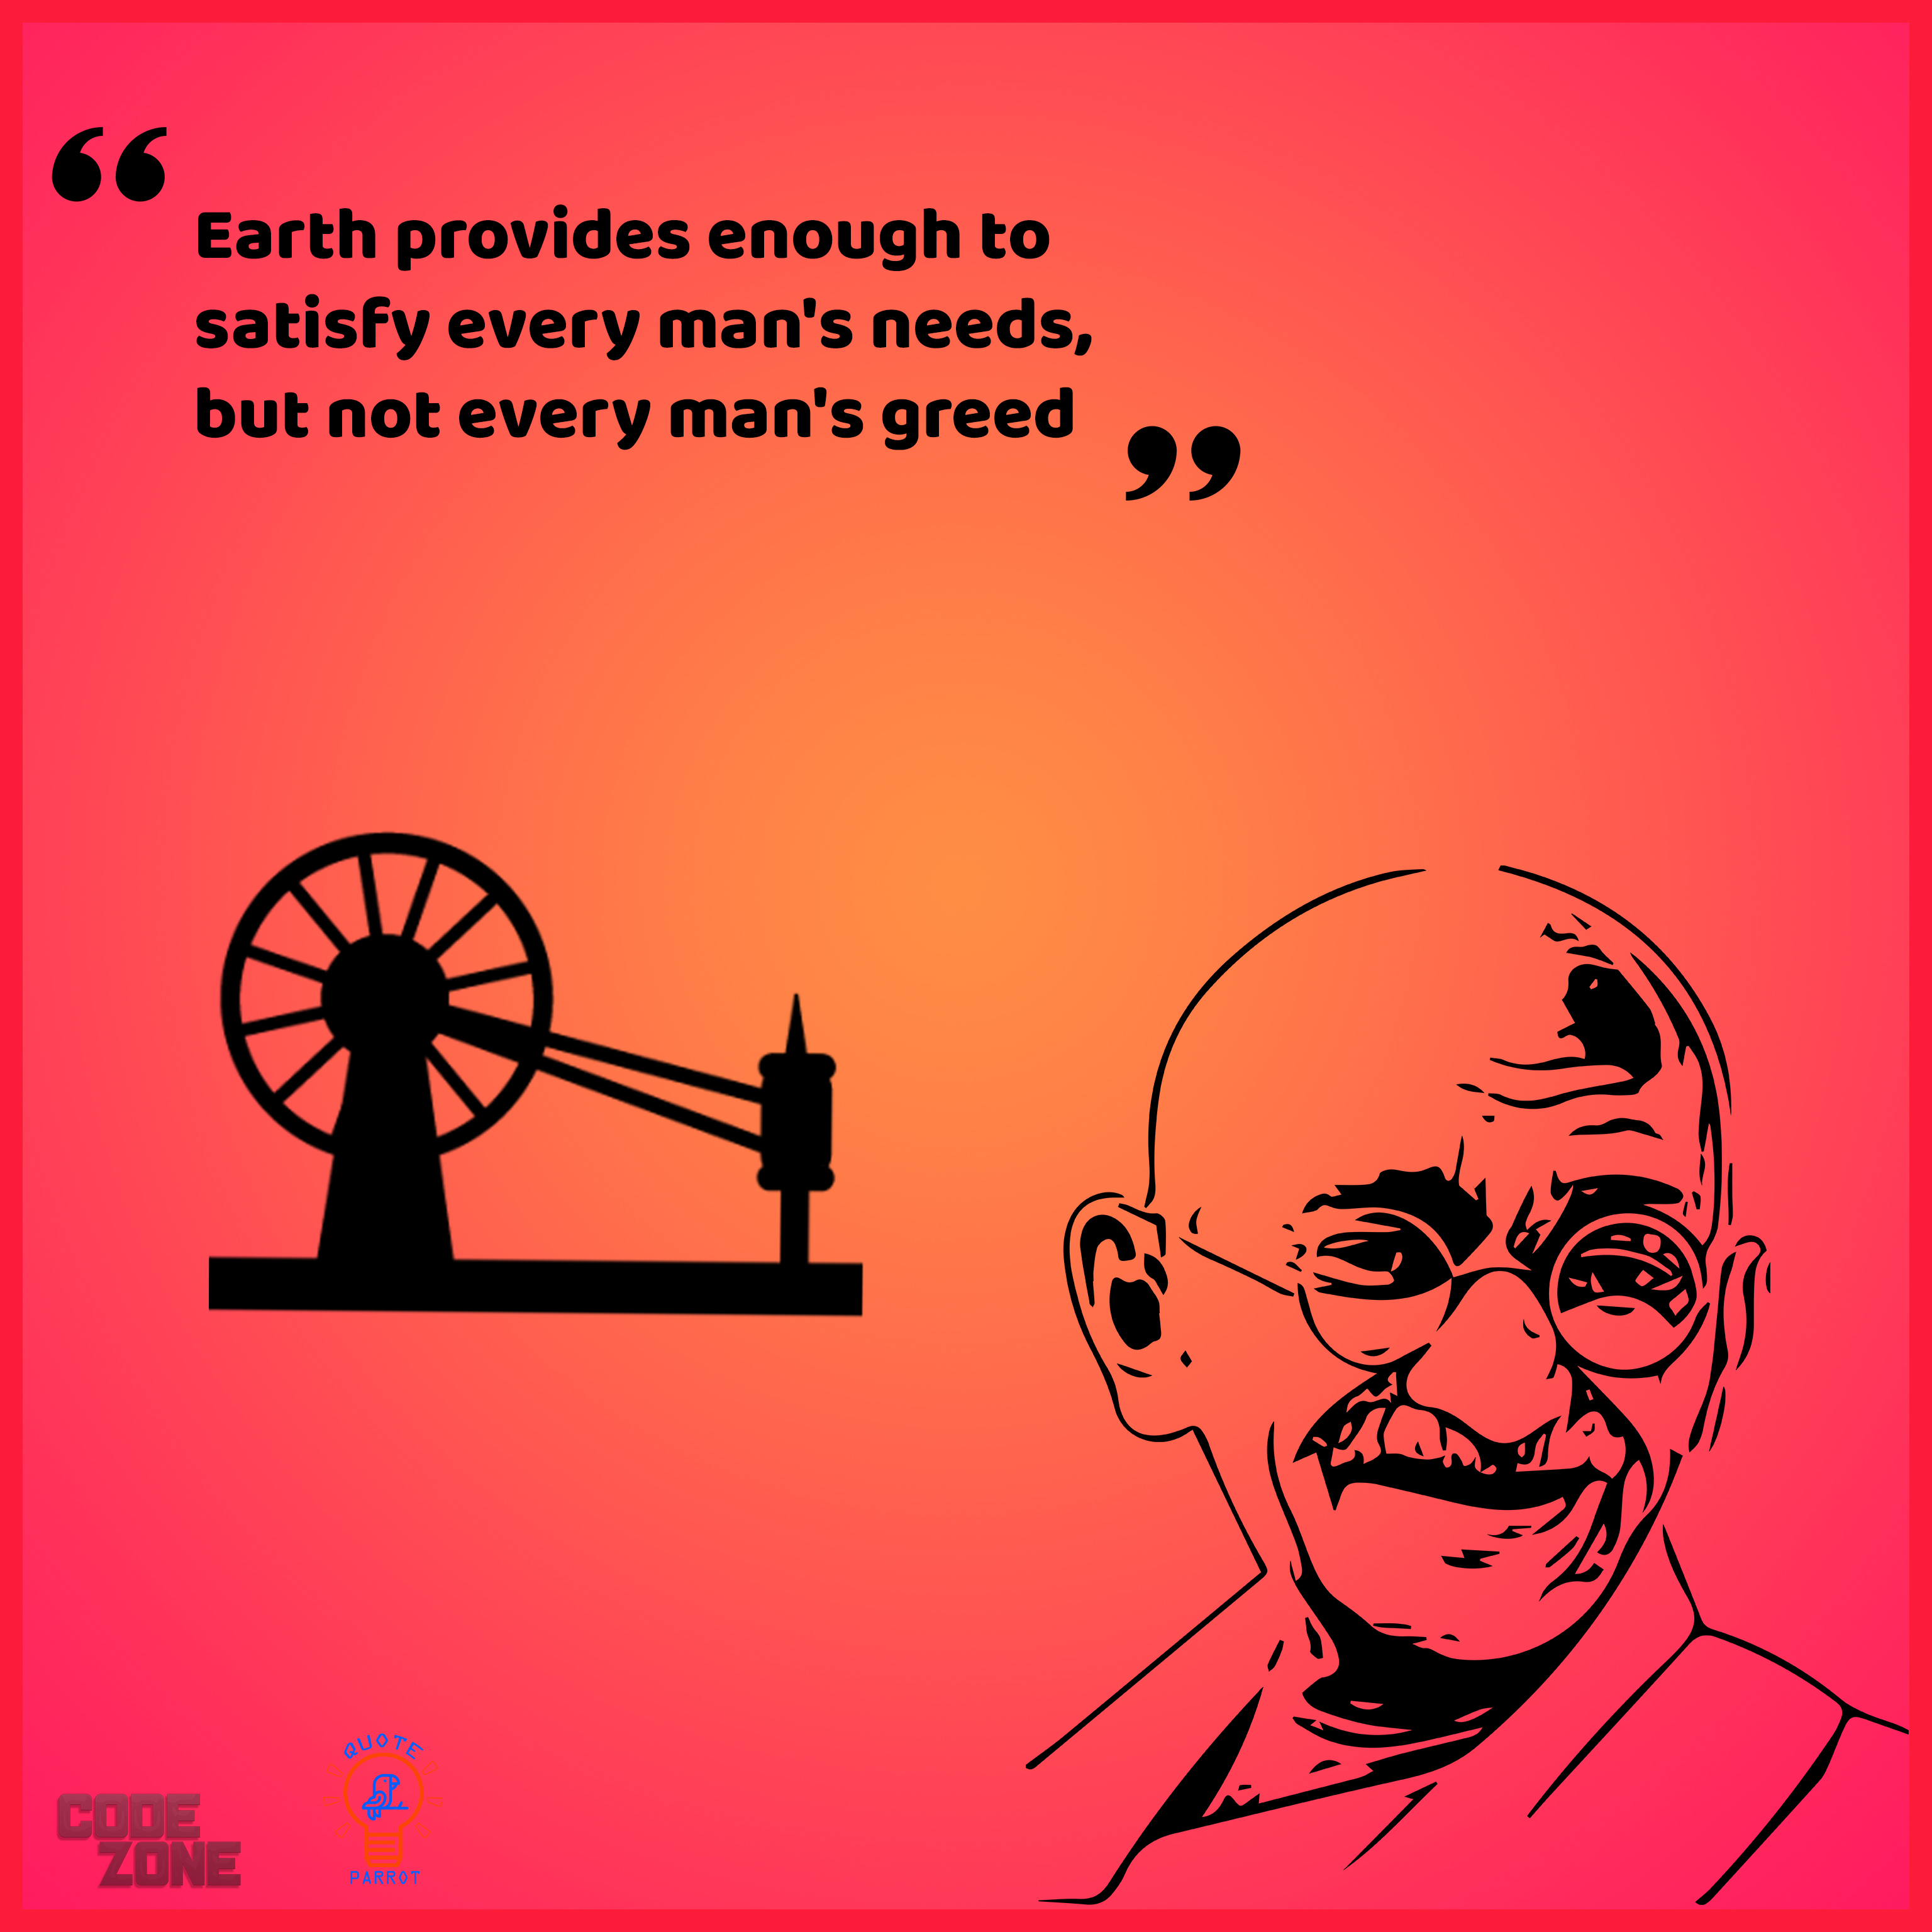 “
Earth provides enough to
satisfy every man's needs,
but not every man's greed
”
CODE
ZONE
QUOTE
PARROT